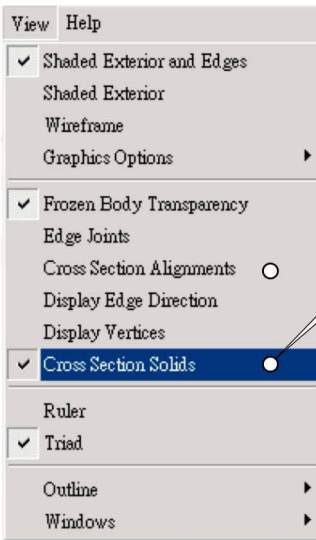 View Help
Shaded Exterior and Edges
Shaded Exterior
Wireframe
Graphics Options
Frozen Body Transparency
Edge Joints
Cross Section Alignments
Display Edge Direction
Display Vertices
Cross Section Solids
Ruler
Triad
Outline
Windows